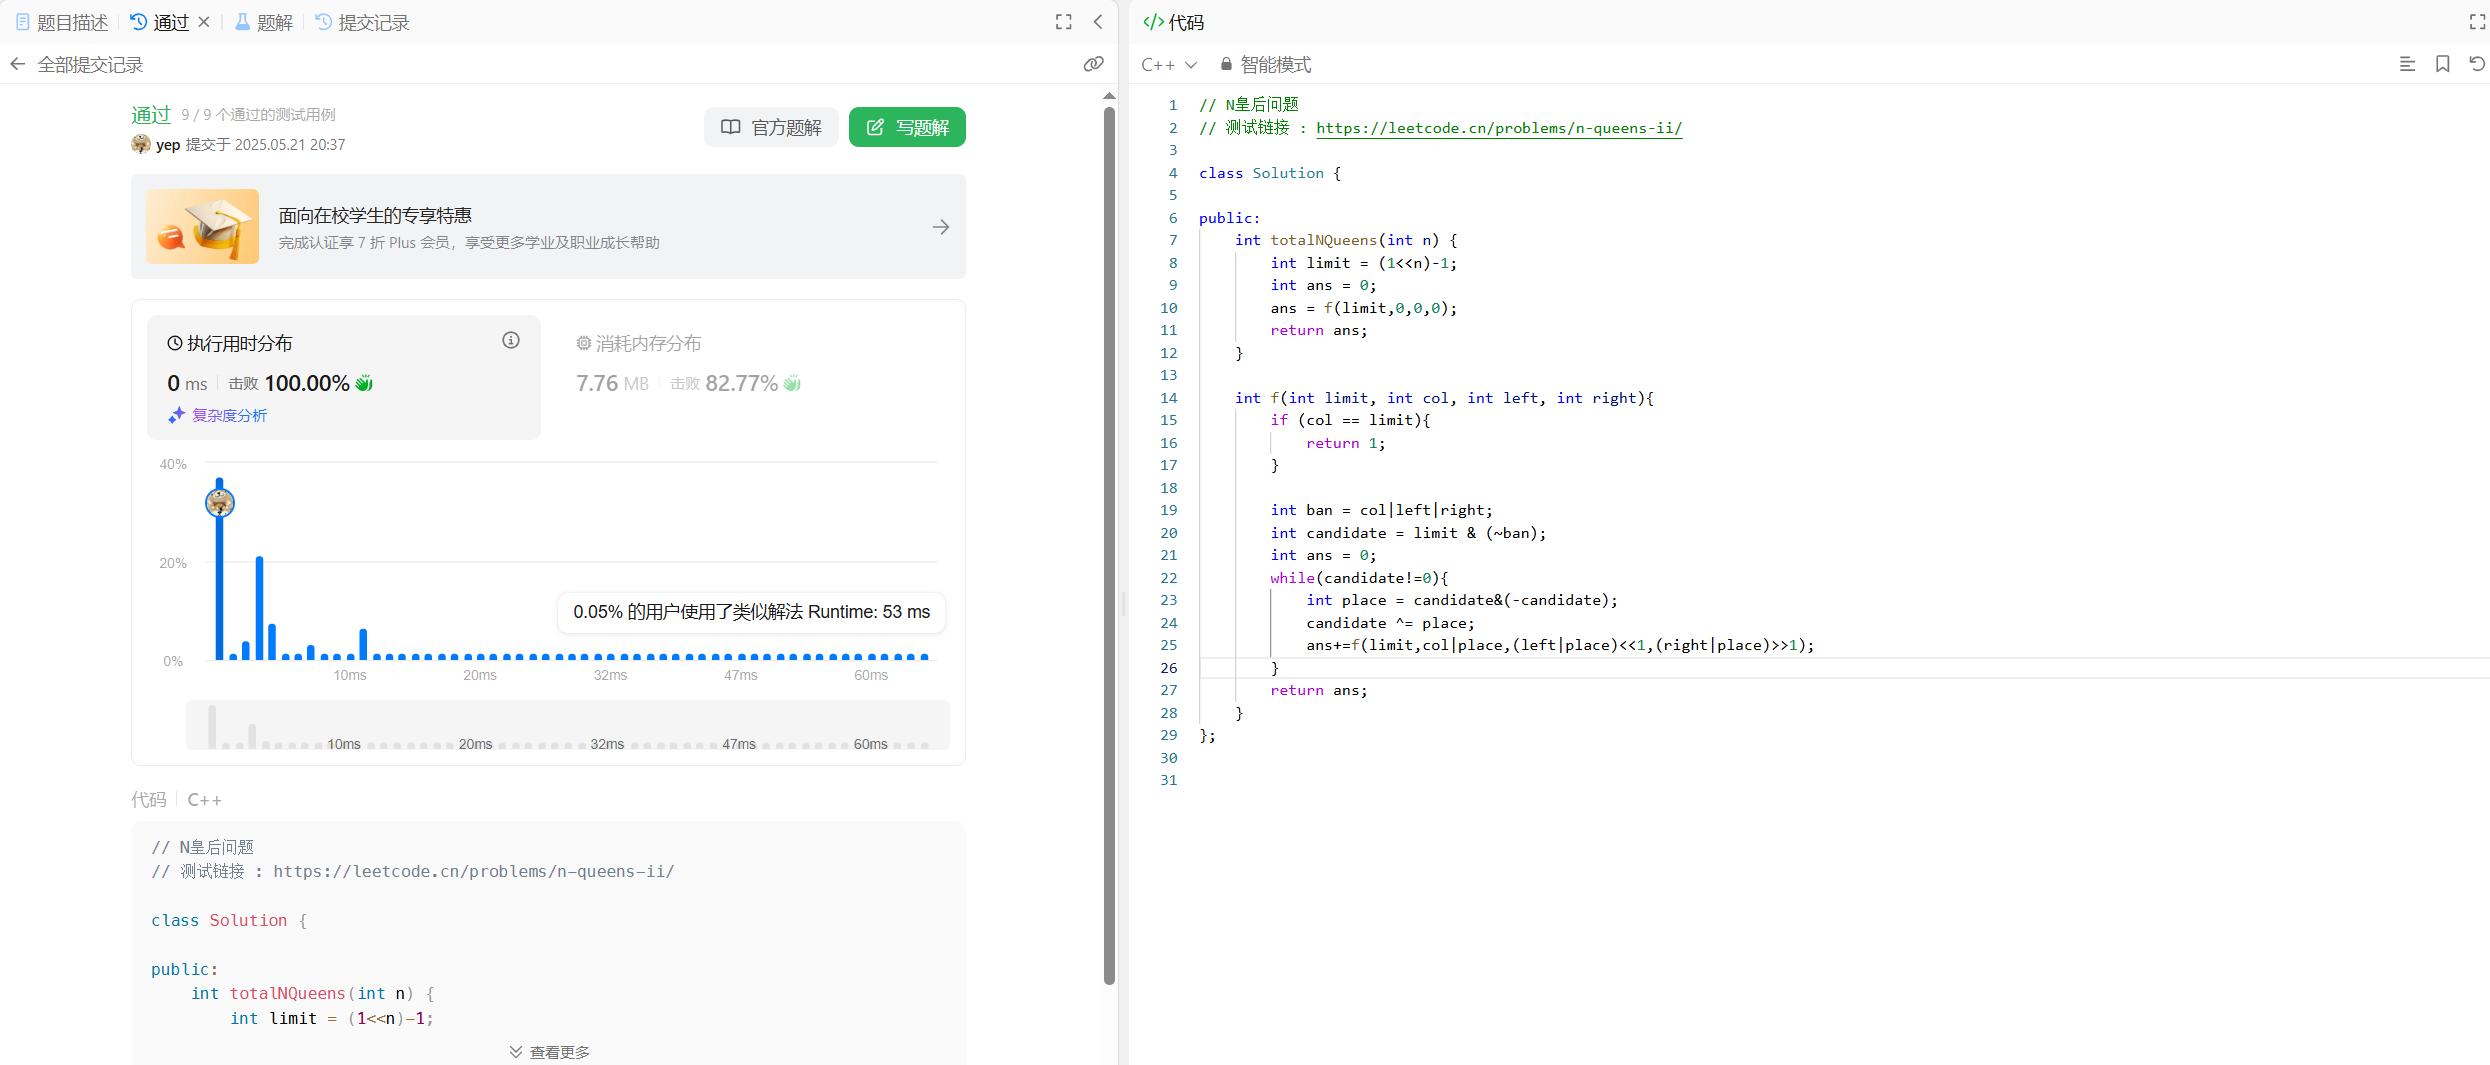 题目描述
通过
题解
提交记录
全部提交记录
通过 9 / 9 个通过的测试用例
yep 提交于 2025.05.21 20:37
官方题解
写题解
面向在校学生的专享特惠
完成认证享 7 折 Plus 会员，享受更多学业及职业成长帮助
执行用时分布
0 ms 击败 100.00%
复杂度分析
消耗内存分布
7.76 MB 击败 82.77%
40%
20%
0%
0.05% 的用户使用了类似解法 Runtime: 53 ms
10ms 20ms 32ms 47ms 60ms
10ms 20ms 32ms 47ms 60ms
代码 C++
// N皇后问题
// 测试链接 : https://leetcode.cn/problems/n-queens-ii/
class Solution {
public:
    int totalNQueens(int n) {
        int limit = (1<<n)-1;
查看更多
</> 代码
C++ 智能模式
1 // N皇后问题
2 // 测试链接 : https://leetcode.cn/problems/n-queens-ii/
3
4 class Solution {
5
6 public:
7     int totalNQueens(int n) {
8         int limit = (1<<n)-1;
9         int ans = 0;
10         ans = f(limit,0,0,0);
11         return ans;
12     }
13
14     int f(int limit, int col, int left, int right){
15         if (col == limit){
16             return 1;
17         }
18
19         int ban = col|left|right;
20         int candidate = limit & (~ban);
21         int ans = 0;
22         while(candidate!=0){
23             int place = candidate&(-candidate);
24             candidate ^= place;
25             ans+=f(limit,col|place,(left|place)<<1,(right|place)>>1);
26         }
27         return ans;
28     }
29 };
30
31